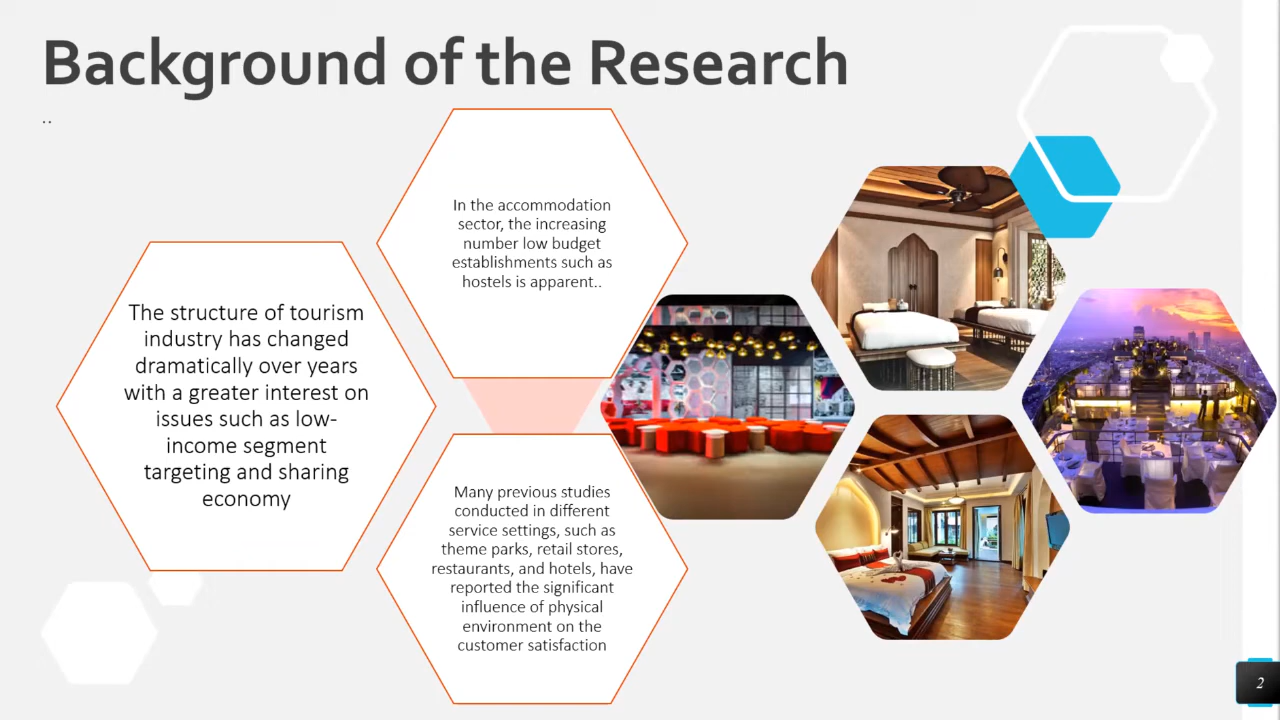 Background of the Research
..
The structure of tourism
industry has changed
dramatically over years
with a greater interest on
issues such as low-
income segment
targeting and sharing
economy
In the accommodation
sector, the increasing
number low budget
establishments such as
hostels is apparent..
Many previous studies
conducted in different
service settings, such as
theme parks, retail stores,
restaurants, and hotels, have
reported the significant
influence of physical
environment on the
customer satisfaction
2